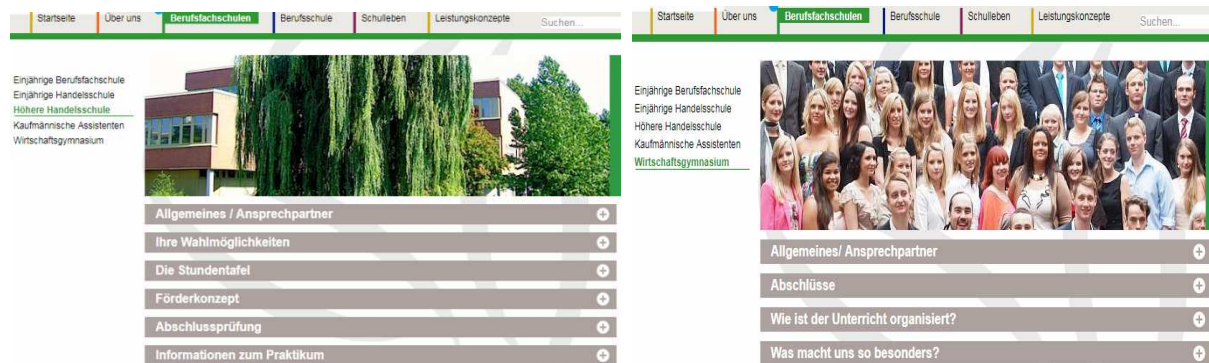 Startseite Über uns Berufsfachschulen Berufsschule Schulleben Leistungskonzepte Suchen...
Einjährige Berufsfachschule
Einjährige Handelsschule
Höhere Handelsschule
Kaufmännische Assistenten
Wirtschaftsgymnasium
Allgemeines / Ansprechpartner
Ihre Wahlmöglichkeiten
Die Stundentafel
Förderkonzept
Abschlussprüfung
Informationen zum Praktikum
Startseite Über uns Berufsfachschulen Berufsschule Schulleben Leistungskonzepte Suchen...
Einjährige Berufsfachschule
Einjährige Handelsschule
Höhere Handelsschule
Kaufmännische Assistenten
Wirtschaftsgymnasium
Allgemeines/ Ansprechpartner
Abschlüsse
Wie ist der Unterricht organisiert?
Was macht uns so besonders?